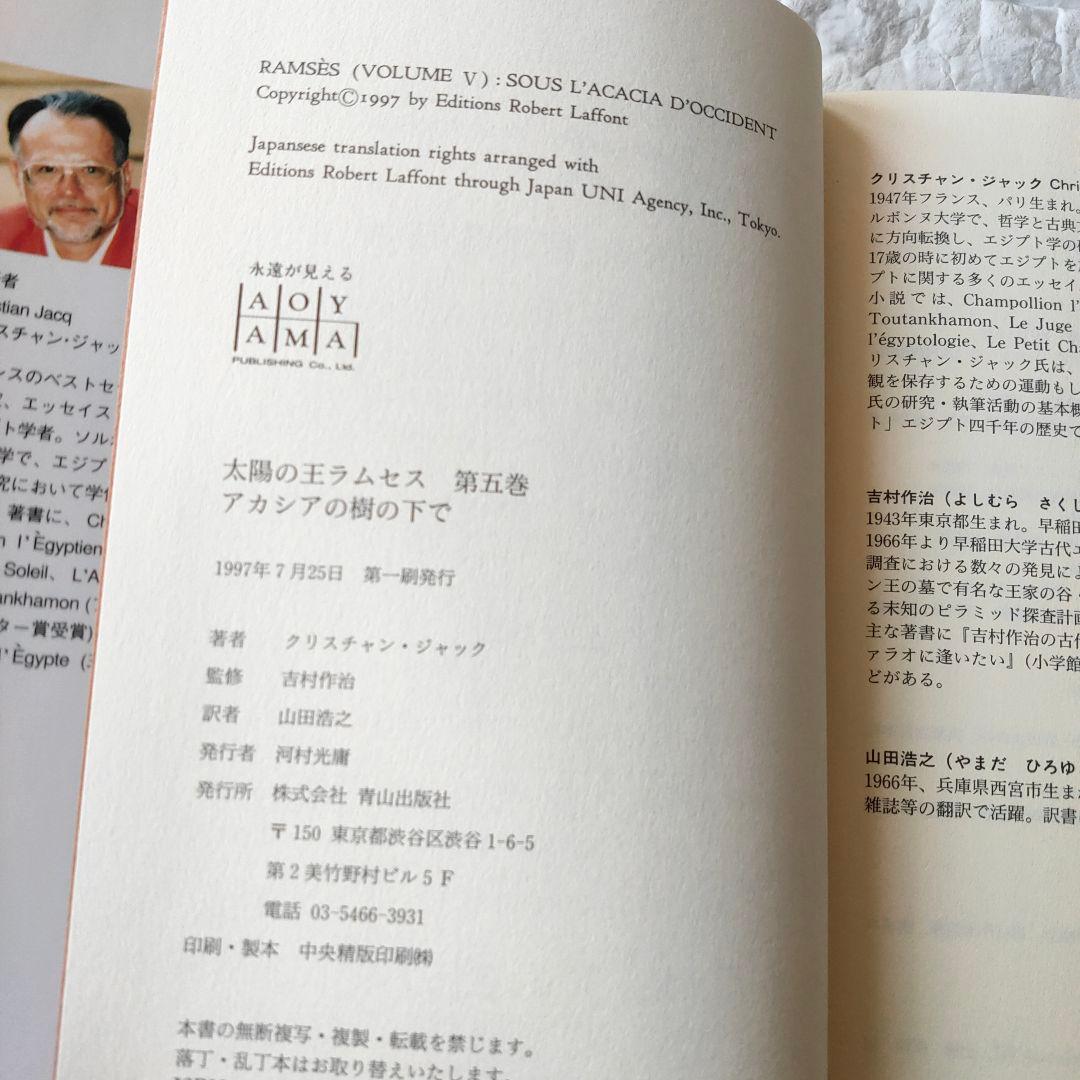 者
stian Jacq
スチャン・ジャッ
ンスのベストセ
、エッセイス
ト学者。ソル
学で、エジプ
究において学
著書に、Ch
n l'Ègyptien
Soleil、L'A
ankhamon (
ター賞受賞)
l'Ègypte (
RAMSÈS (VOLUME V) : SOUS L'ACACIA D'OCCIDENT
Copyright©1997 by Editions Robert Laffont
Japansese translation rights arranged with
Editions Robert Laffont through Japan UNI Agency, Inc., Tokyo.
永遠が見える
AOY
AMA
PUBLISHING Co., Ltd.
太陽の王ラムセス 第五巻
アカシアの樹の下で
1997年7月25日 第一刷発行
著者 クリスチャン・ジャック
監修 吉村作治
訳者 山田浩之
発行者 河村光庸
発行所 株式会社 青山出版社
〒150 東京都渋谷区渋谷1-6-5
第2美竹野村ビル5F
電話 03-5466-3931
印刷・製本 中央精版印刷㈱
本書の無断複写・複製・転載を禁じます。
落丁・乱丁本はお取り替えいたします。
クリスチャン・ジャック Chri
1947年フランス、パリ生まれ。
ルボンヌ大学で、哲学と古典
に方向転換し、エジプト学の
17歳の時に初めてエジプトを
プトに関する多くのエッセイ
小説では、Champollion l'
Toutankhamon、Le Juge
l'égyptologie、Le Petit Cha
リスチャン・ジャック氏は、
観を保存するための運動もし
氏の研究・執筆活動の基本概
ト」エジプト四千年の歴史で
吉村作治（よしむら さくじ
1943年東京都生まれ。早稲田
1966年より早稲田大学古代エ
調査における数々の発見によ
ン王の墓で有名な王家の谷・
る未知のピラミッド探査計画
主な著書に『吉村作治の古代
ァラオに逢いたい』（小学館
どがある。
山田浩之（やまだ ひろゆ
1966年、兵庫県西宮市生ま
雑誌等の翻訳で活躍。訳書